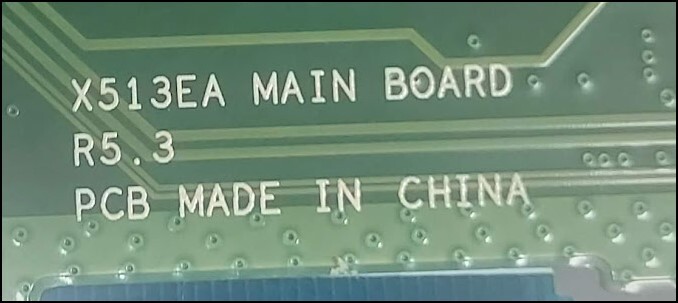 X513EA MAIN BOARD
R5.3
PCB MADE IN CHINA